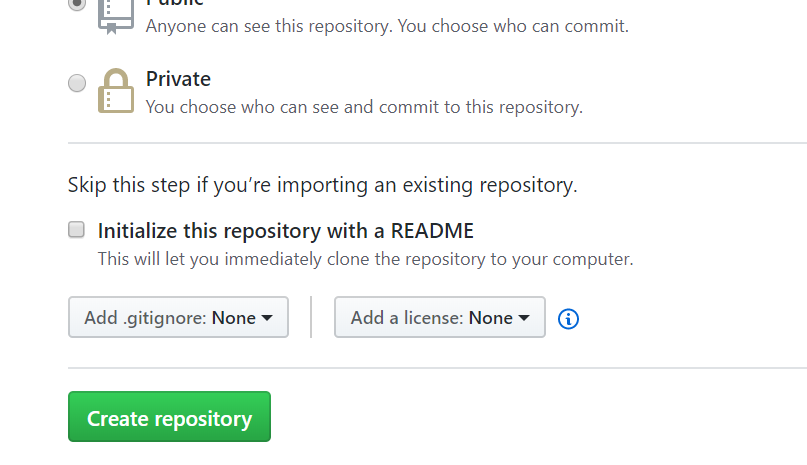 Public
Anyone can see this repository. You choose who can commit.
Private
You choose who can see and commit to this repository.
Skip this step if you’re importing an existing repository.
Initialize this repository with a README
This will let you immediately clone the repository to your computer.
Add .gitignore: None
Add a license: None
Create repository